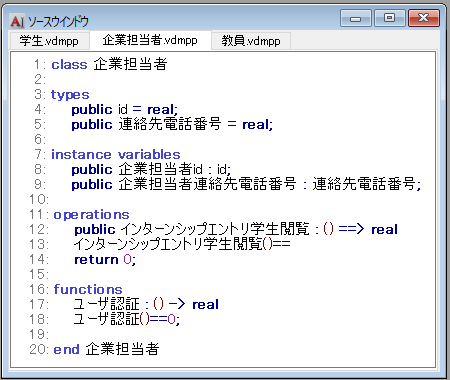 ソースウインドウ
学生.vdmpp 企業担当者.vdmpp 教員.vdmpp
1: class 企業担当者
2:
3: types
4: public id = real;
5: public 連絡先電話番号 = real;
6:
7: instance variables
8: public 企業担当者id : id;
9: public 企業担当者連絡先電話番号 : 連絡先電話番号;
10:
11: operations
12: public インターンシップエントリ学生閲覧 : () ==> real
13: インターンシップエントリ学生閲覧()==
14: return 0;
15:
16: functions
17: ユーザ認証 : () -> real
18: ユーザ認証()==0;
19:
20: end 企業担当者